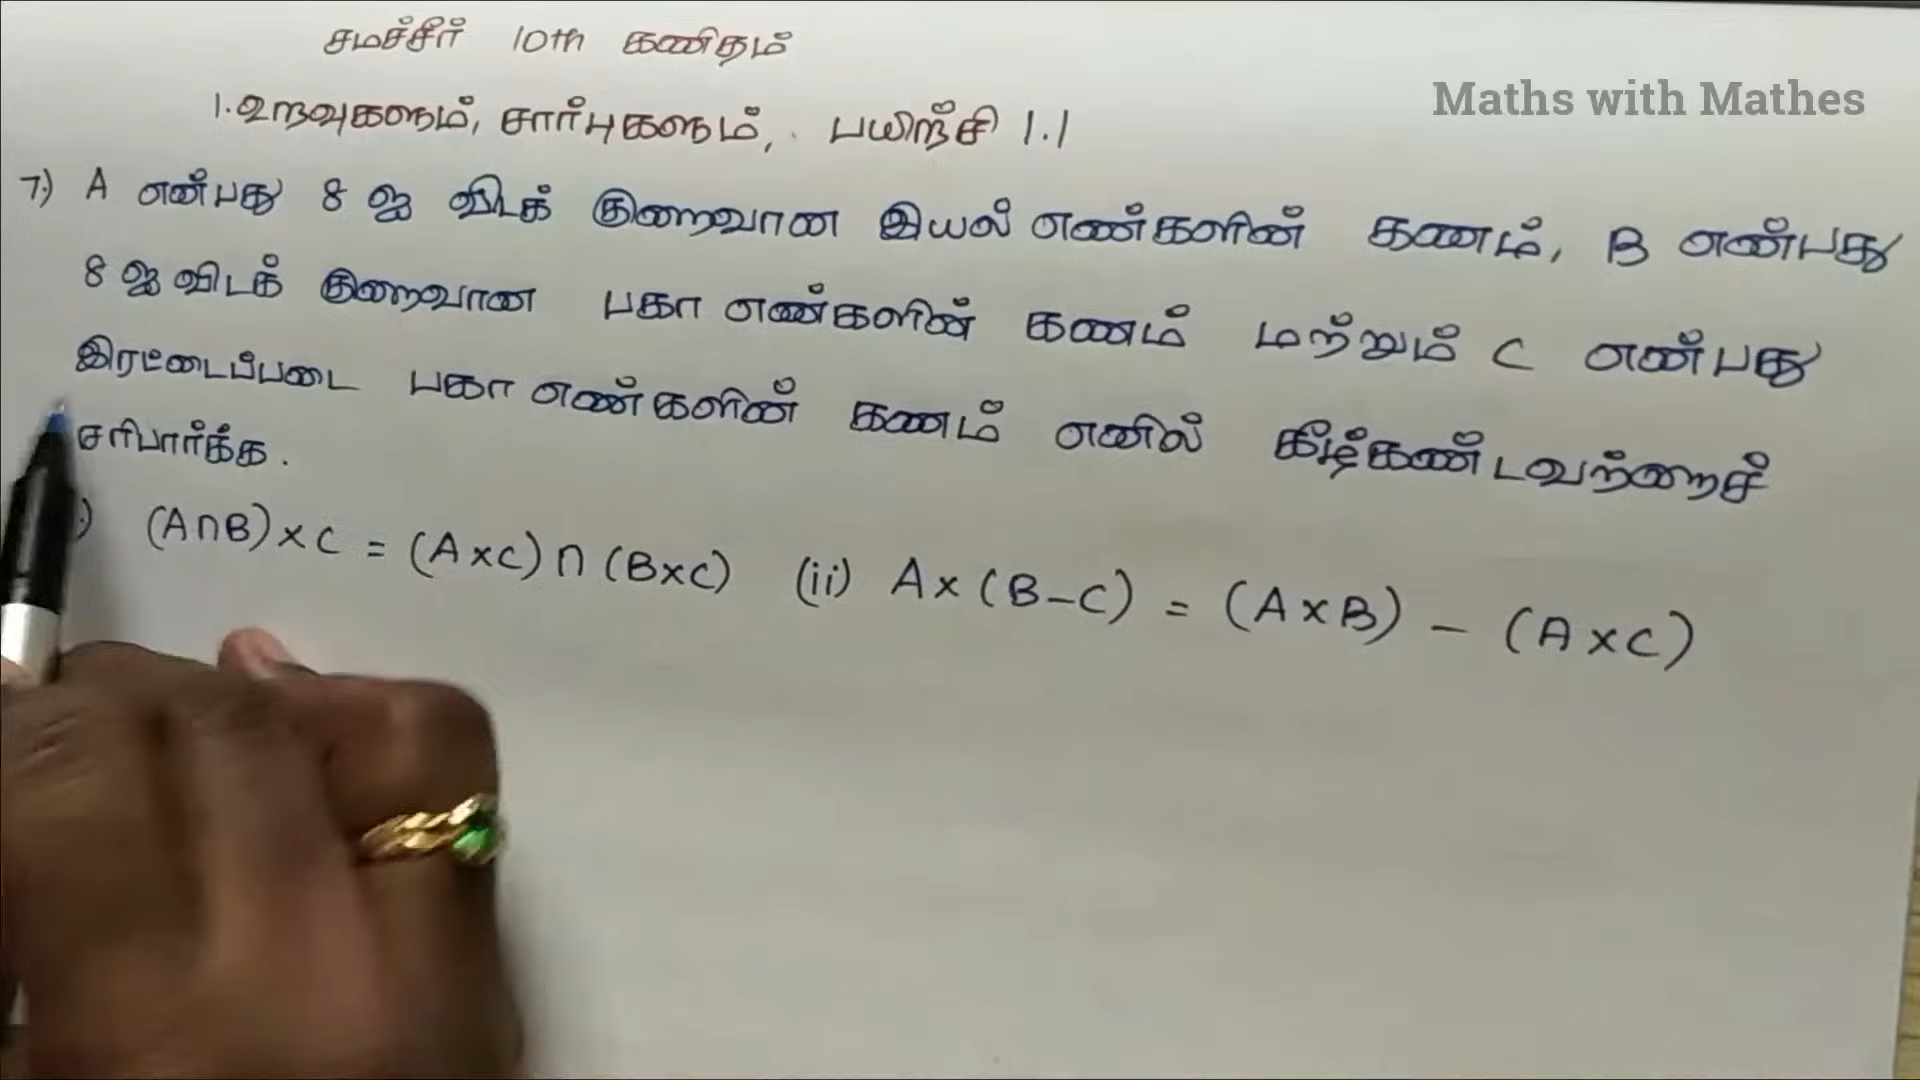 சமச்சீர் 10th கணிதம்
Maths with Mathes
1. உறவுகளும், சார்புகளும், பயிற்சி 1.1
7) A என்பது 8 ஐ விடக் குறைவான இயல் எண்களின் கணம், B என்பது
8 ஐ விடக் குறைவான பகா எண்களின் கணம் மற்றும் C என்பது
இரட்டைப்படை பகா எண்களின் கணம் எனில் கீழ்கண்டவற்றைச்
சரிபார்க்க.
(A∩B)×C = (A×C)∩(B×C) (ii) A×(B−C) = (A×B) − (A×C)